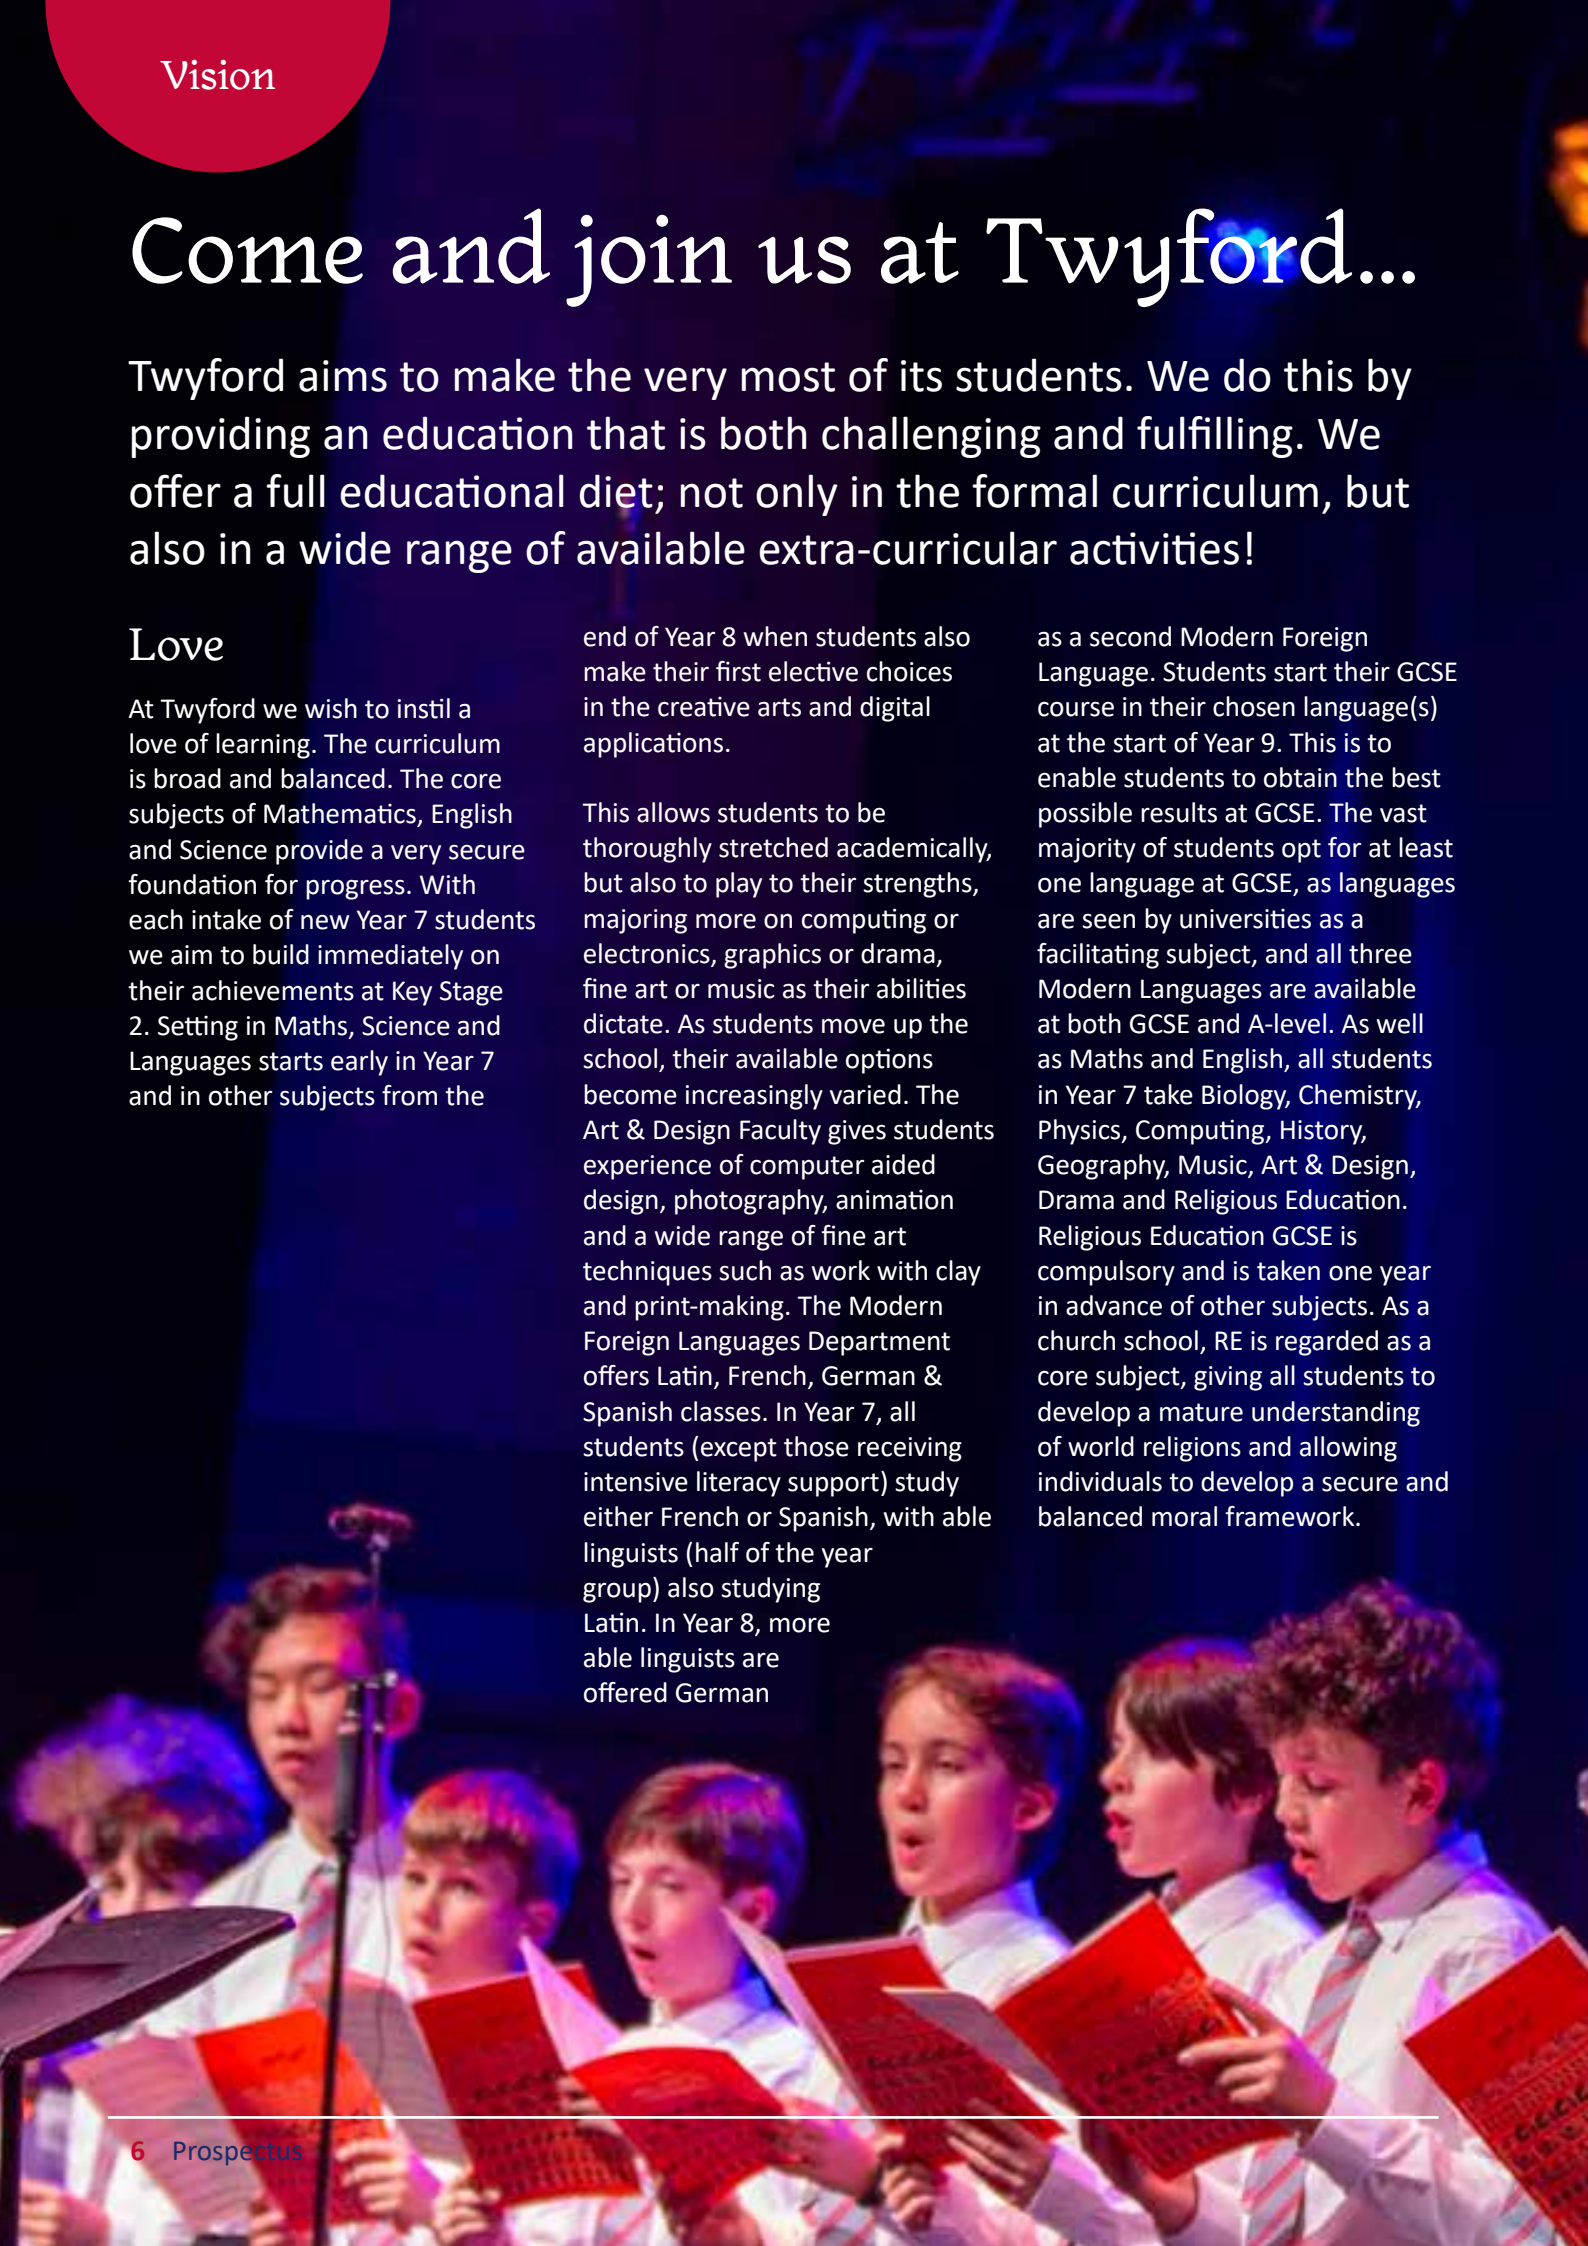 Vision
Come and join us at Twyford...
Twyford aims to make the very most of its students. We do this by
providing an education that is both challenging and fulfilling. We
offer a full educational diet; not only in the formal curriculum, but
also in a wide range of available extra-curricular activities!
Love
At Twyford we wish to instil a
love of learning. The curriculum
is broad and balanced. The core
subjects of Mathematics, English
and Science provide a very secure
foundation for progress. With
each intake of new Year 7 students
we aim to build immediately on
their achievements at Key Stage
2. Setting in Maths, Science and
Languages starts early in Year 7
and in other subjects from the
end of Year 8 when students also
make their first elective choices
in the creative arts and digital
applications.
This allows students to be
thoroughly stretched academically,
but also to play to their strengths,
majoring more on computing or
electronics, graphics or drama,
fine art or music as their abilities
dictate. As students move up the
school, their available options
become increasingly varied. The
Art & Design Faculty gives students
experience of computer aided
design, photography, animation
and a wide range of fine art
techniques such as work with clay
and print-making. The Modern
Foreign Languages Department
offers Latin, French, German &
Spanish classes. In Year 7, all
students (except those receiving
intensive literacy support) study
either French or Spanish, with able
linguists (half of the year
group) also studying
Latin. In Year 8, more
able linguists are
offered German
as a second Modern Foreign
Language. Students start their GCSE
course in their chosen language(s)
at the start of Year 9. This is to
enable students to obtain the best
possible results at GCSE. The vast
majority of students opt for at least
one language at GCSE, as languages
are seen by universities as a
facilitating subject, and all three
Modern Languages are available
at both GCSE and A-level. As well
as Maths and English, all students
in Year 7 take Biology, Chemistry,
Physics, Computing, History,
Geography, Music, Art & Design,
Drama and Religious Education.
Religious Education GCSE is
compulsory and is taken one year
in advance of other subjects. As a
church school, RE is regarded as a
core subject, giving all students to
develop a mature understanding
of world religions and allowing
individuals to develop a secure and
balanced moral framework.
6 Prospectus